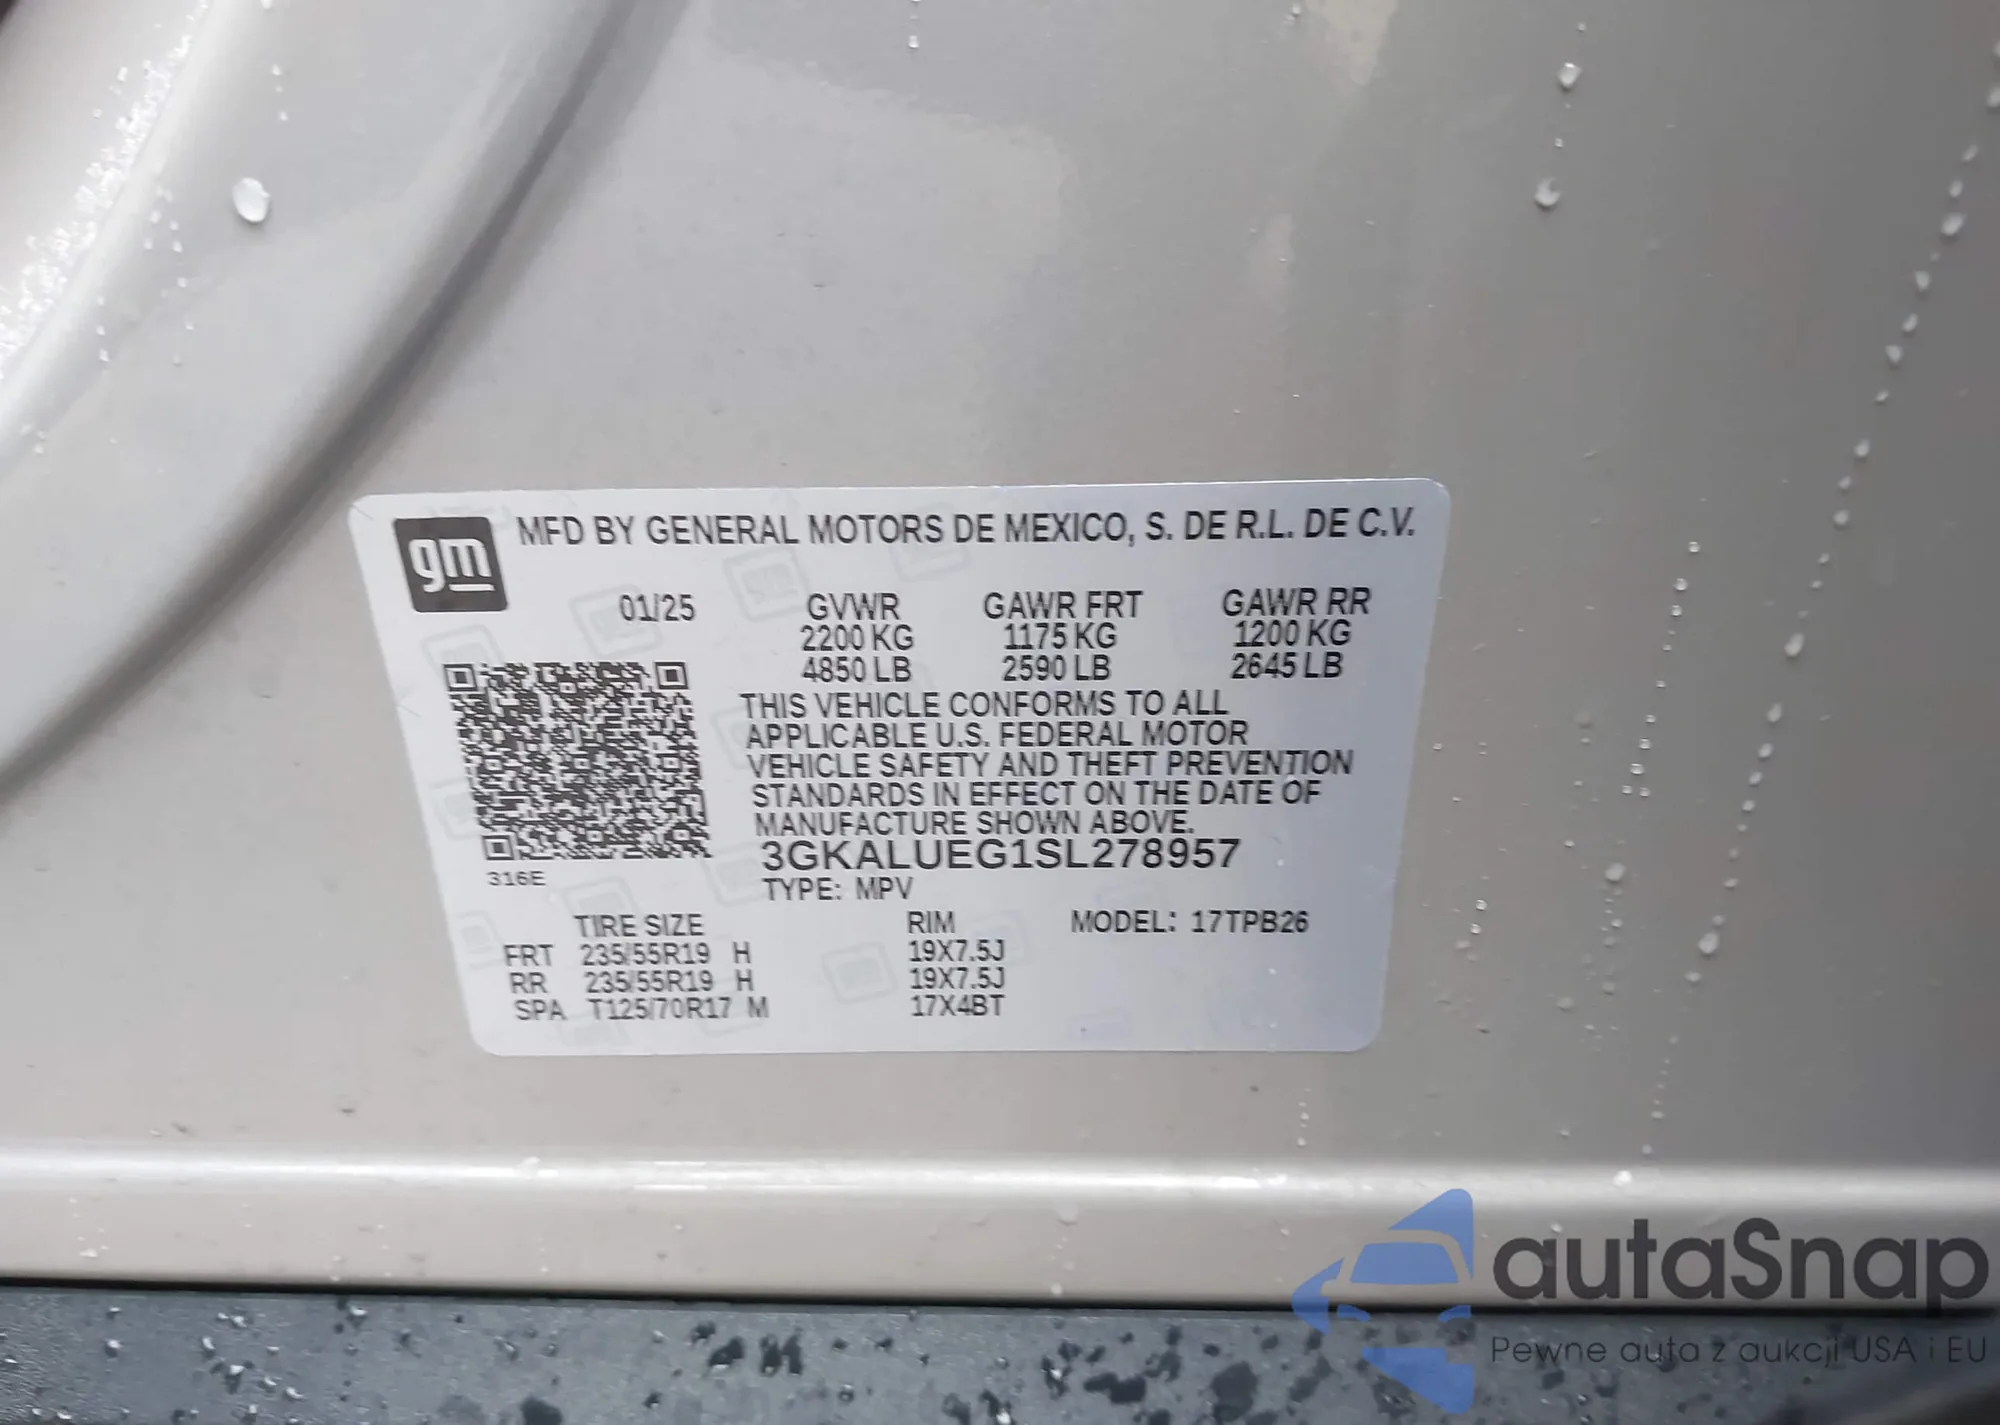 gm MFD BY GENERAL MOTORS DE MEXICO, S. DE R.L. DE C.V.
01/25 GVWR GAWR FRT GAWR RR
2200 KG 1175 KG 1200 KG
4850 LB 2590 LB 2645 LB
THIS VEHICLE CONFORMS TO ALL
APPLICABLE U.S. FEDERAL MOTOR
VEHICLE SAFETY AND THEFT PREVENTION
STANDARDS IN EFFECT ON THE DATE OF
MANUFACTURE SHOWN ABOVE.
3GKALUEG1SL278957
316E
TYPE: MPV
TIRE SIZE RIM MODEL: 17TPB26
FRT 235/55R19 H 19X7.5J
RR 235/55R19 H 19X7.5J
SPA T125/70R17 M 17X4BT
autaSnap
Pewne auta z aukcji USA i EU